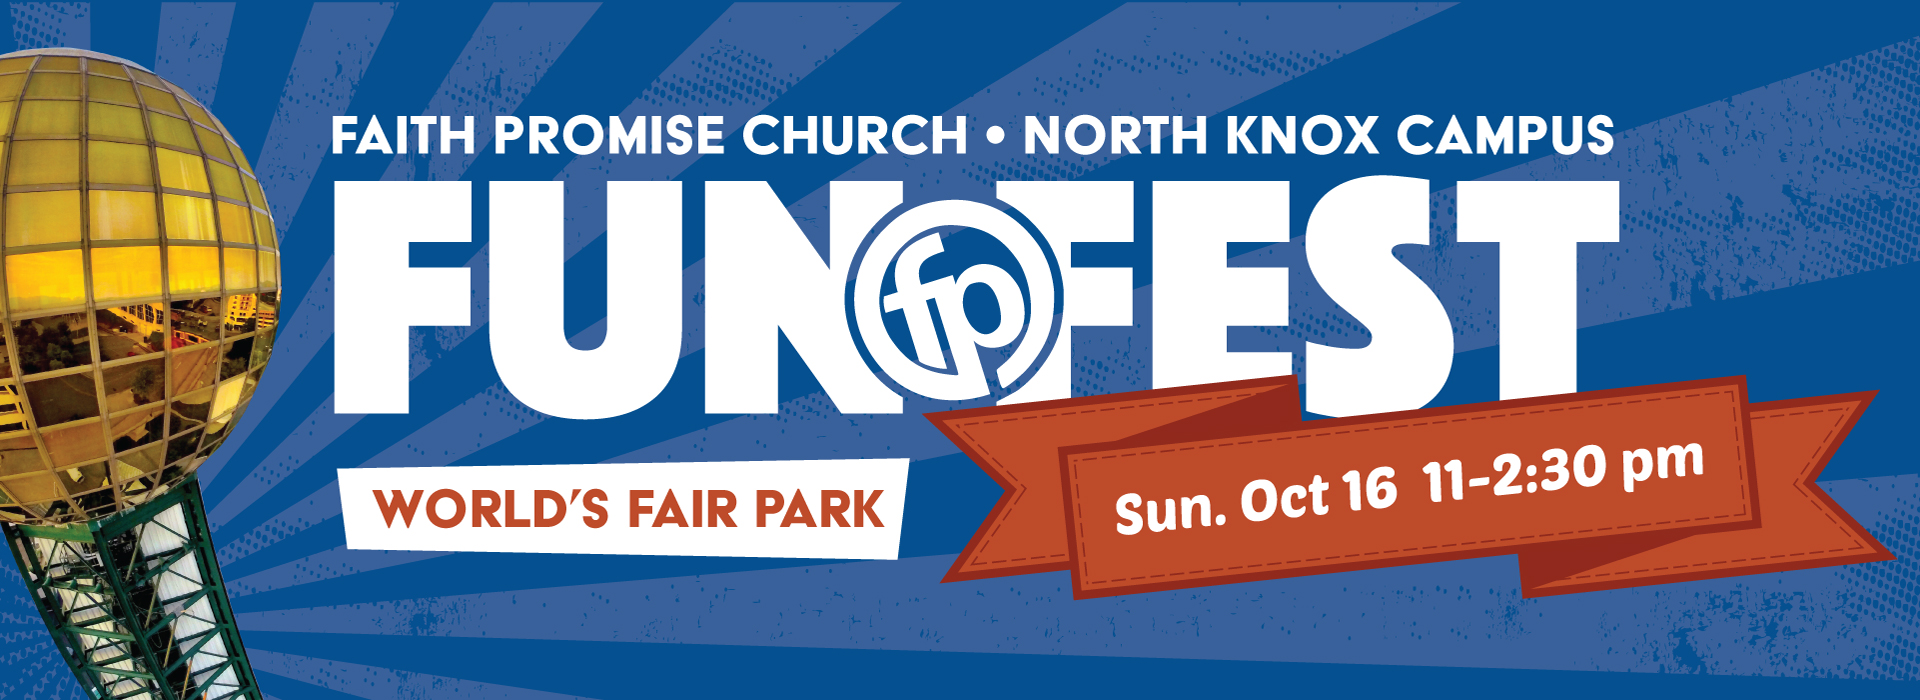 FAITH PROMISE CHURCH • NORTH KNOX CAMPUS
FUN fp FEST
WORLD'S FAIR PARK
Sun. Oct 16 11-2:30 pm